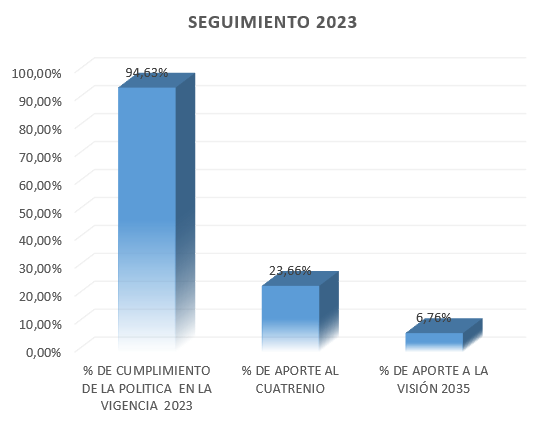 SEGUIMIENTO 2023
100,00%
90,00%
80,00%
70,00%
60,00%
50,00%
40,00%
30,00%
20,00%
10,00%
0,00%
94,63%
23,66%
6,76%
% DE CUMPLIMIENTO
DE LA POLITICA EN LA
VIGENCIA 2023
% DE APORTE AL
CUATRENIO
% DE APORTE A LA
VISIÓN 2035